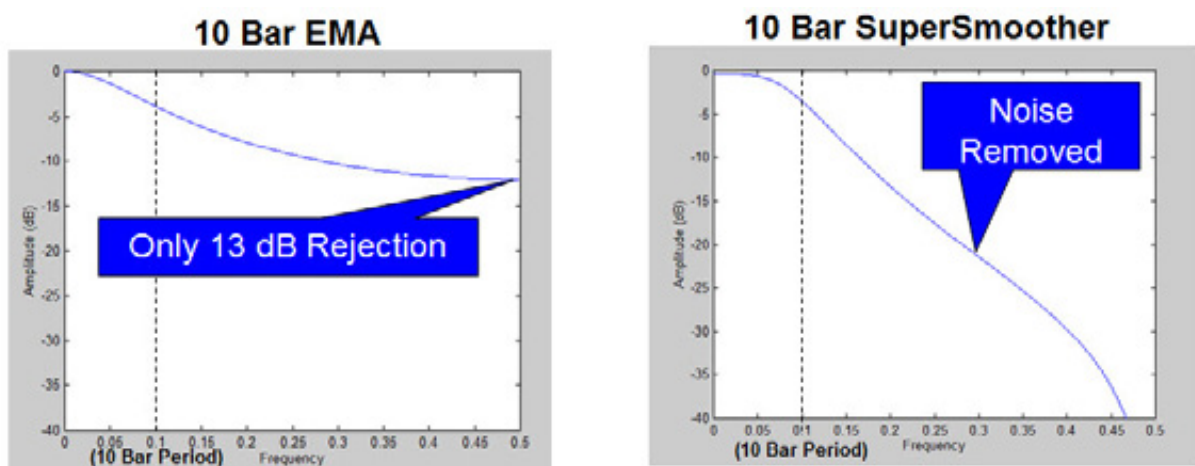 10 Bar EMA
Amplitude (dB)
0
-5
-10
-15
-20
-25
-30
-35
-40
Only 13 dB Rejection
0 0.05 0.1 0.15 0.2 0.25 0.3 0.35 0.4 0.45 0.5
(10 Bar Period) Frequency
10 Bar SuperSmoother
Amplitude (dB)
0
-5
-10
-15
-20
-25
-30
-35
-40
Noise
Removed
0 0.05 0.1 0.15 0.2 0.25 0.3 0.35 0.4 0.45 0.5
(10 Bar Period) Frequency